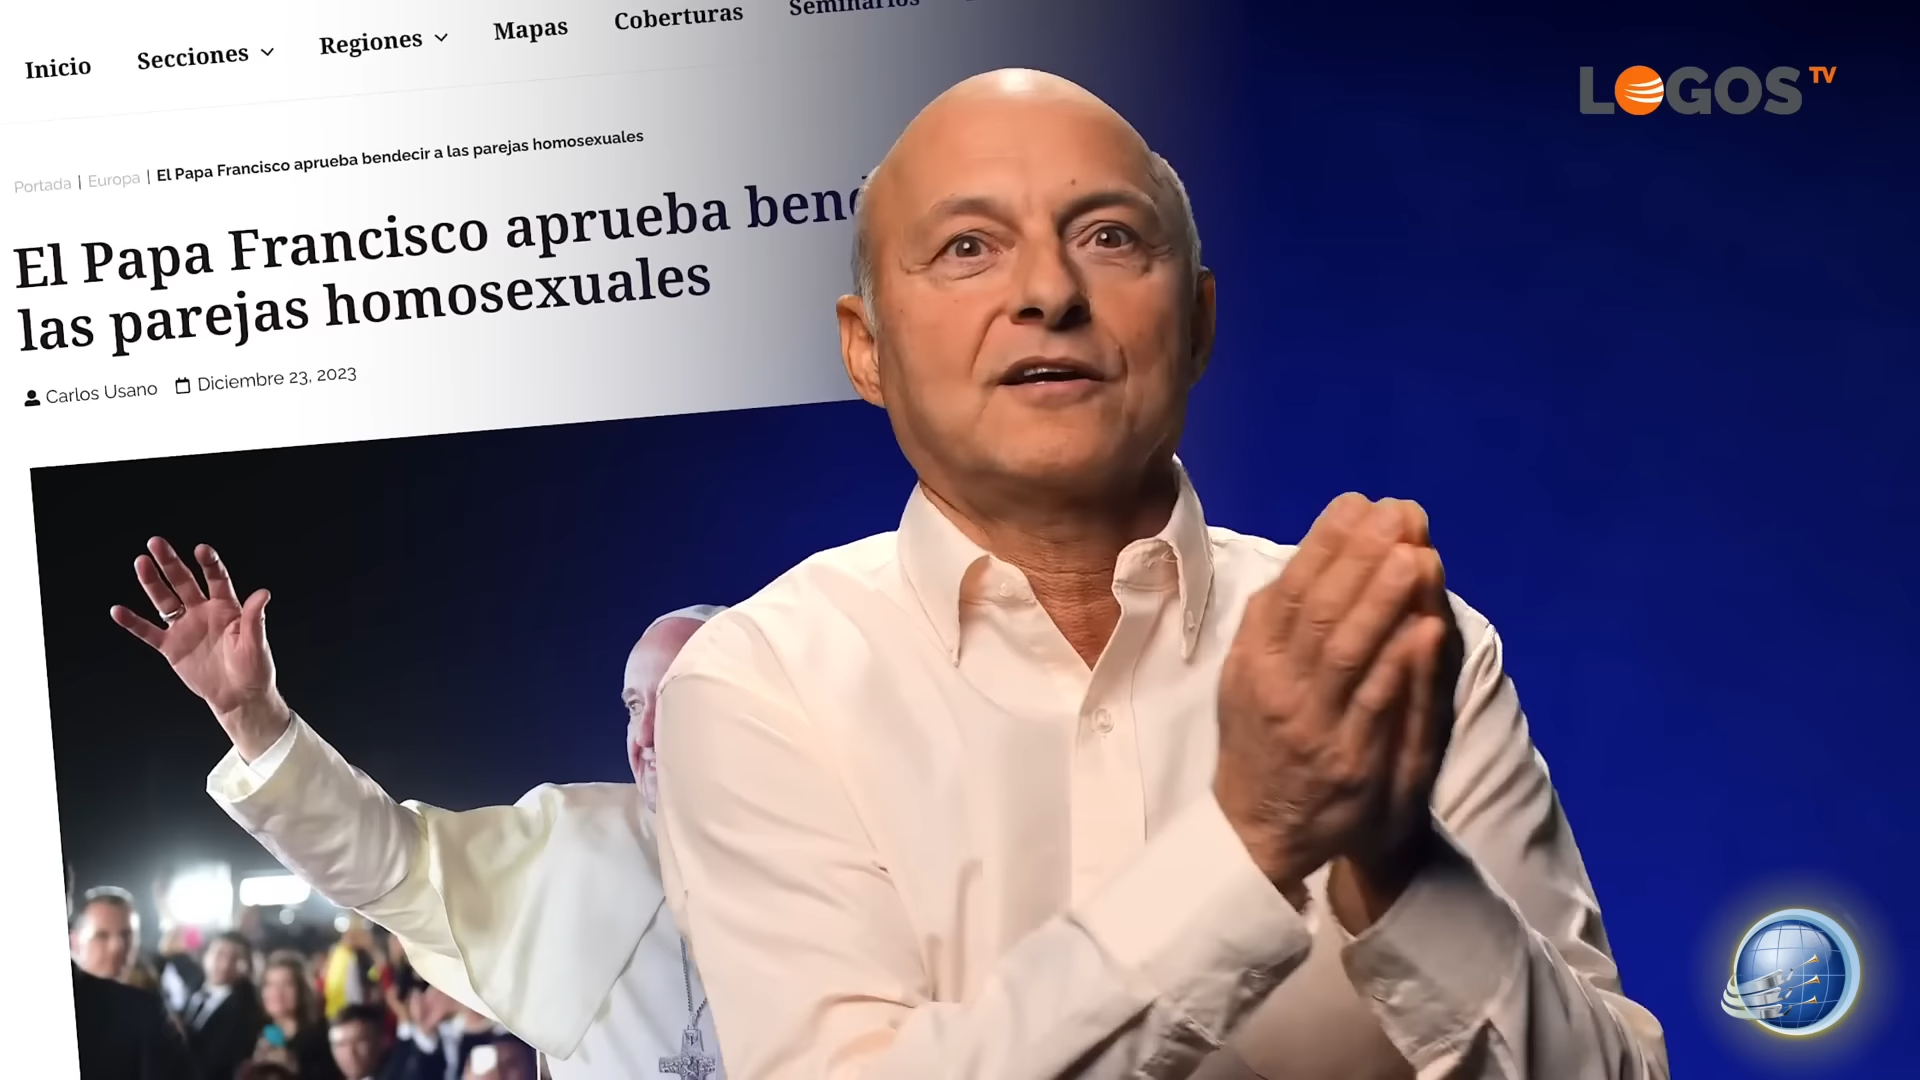 Inicio Secciones Regiones Mapas Coberturas Seminarios
LOGOS TV
Portada | Europa | El Papa Francisco aprueba bendecir a las parejas homosexuales
El Papa Francisco aprueba
las parejas homosexuales
Carlos Usano Diciembre 23, 2023